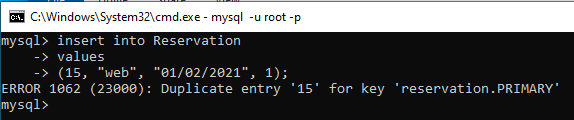 C:\Windows\System32\cmd.exe - mysql -u root -p
mysql> insert into Reservation
    -> values
    -> (15, "web", "01/02/2021", 1);
ERROR 1062 (23000): Duplicate entry '15' for key 'reservation.PRIMARY'
mysql>